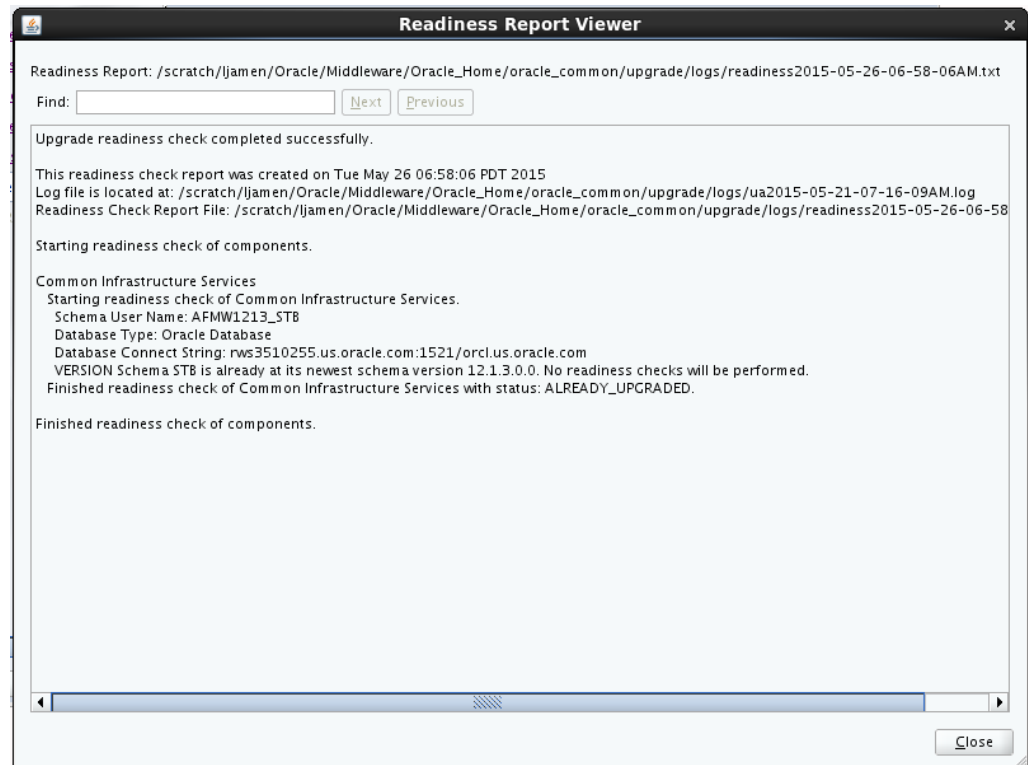 Readiness Report Viewer
Readiness Report: /scratch/ljamen/Oracle/Middleware/Oracle_Home/oracle_common/upgrade/logs/readiness2015-05-26-06-58-06AM.txt
Find: Next Previous
Upgrade readiness check completed successfully.
This readiness check report was created on Tue May 26 06:58:06 PDT 2015
Log file is located at: /scratch/ljamen/Oracle/Middleware/Oracle_Home/oracle_common/upgrade/logs/ua2015-05-21-07-16-09AM.log
Readiness Check Report File: /scratch/ljamen/Oracle/Middleware/Oracle_Home/oracle_common/upgrade/logs/readiness2015-05-26-06-58
Starting readiness check of components.
Common Infrastructure Services
Starting readiness check of Common Infrastructure Services.
Schema User Name: AFMW1213_STB
Database Type: Oracle Database
Database Connect String: rws3510255.us.oracle.com:1521/orcl.us.oracle.com
VERSION Schema STB is already at its newest schema version 12.1.3.0.0. No readiness checks will be performed.
Finished readiness check of Common Infrastructure Services with status: ALREADY_UPGRADED.
Finished readiness check of components.
Close